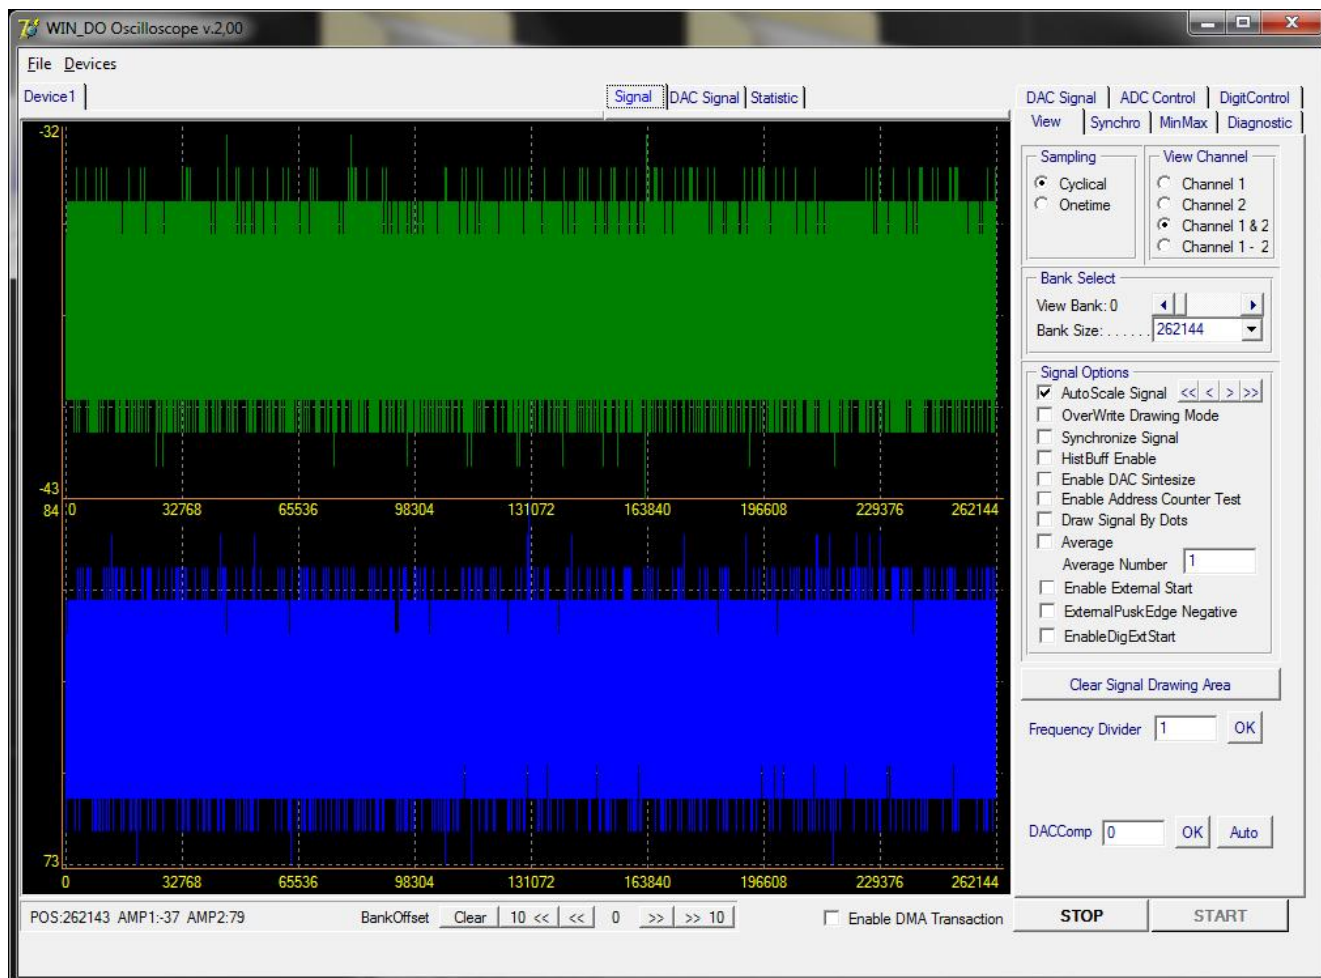 WIN_DO Oscilloscope v.2,00
File Devices
Device1
Signal DAC Signal Statistic
DAC Signal ADC Control DigitControl
View Synchro MinMax Diagnostic
-32
-43
84 0 32768 65536 98304 131072 163840 196608 229376 262144
73
0 32768 65536 98304 131072 163840 196608 229376 262144
Sampling
Cyclical
Onetime
View Channel
Channel 1
Channel 2
Channel 1 & 2
Channel 1 - 2
Bank Select
View Bank: 0
Bank Size: . . . . . . 262144
Signal Options
AutoScale Signal << < > >>
OverWrite Drawing Mode
Synchronize Signal
HistBuff Enable
Enable DAC Sintesize
Enable Address Counter Test
Draw Signal By Dots
Average
Average Number 1
Enable External Start
ExternalPuskEdge Negative
EnableDigExtStart
Clear Signal Drawing Area
Frequency Divider 1 OK
DACComp 0 OK Auto
POS:262143 AMP1:-37 AMP2:79 BankOffset Clear 10 << << 0 >> >> 10 Enable DMA Transaction STOP START